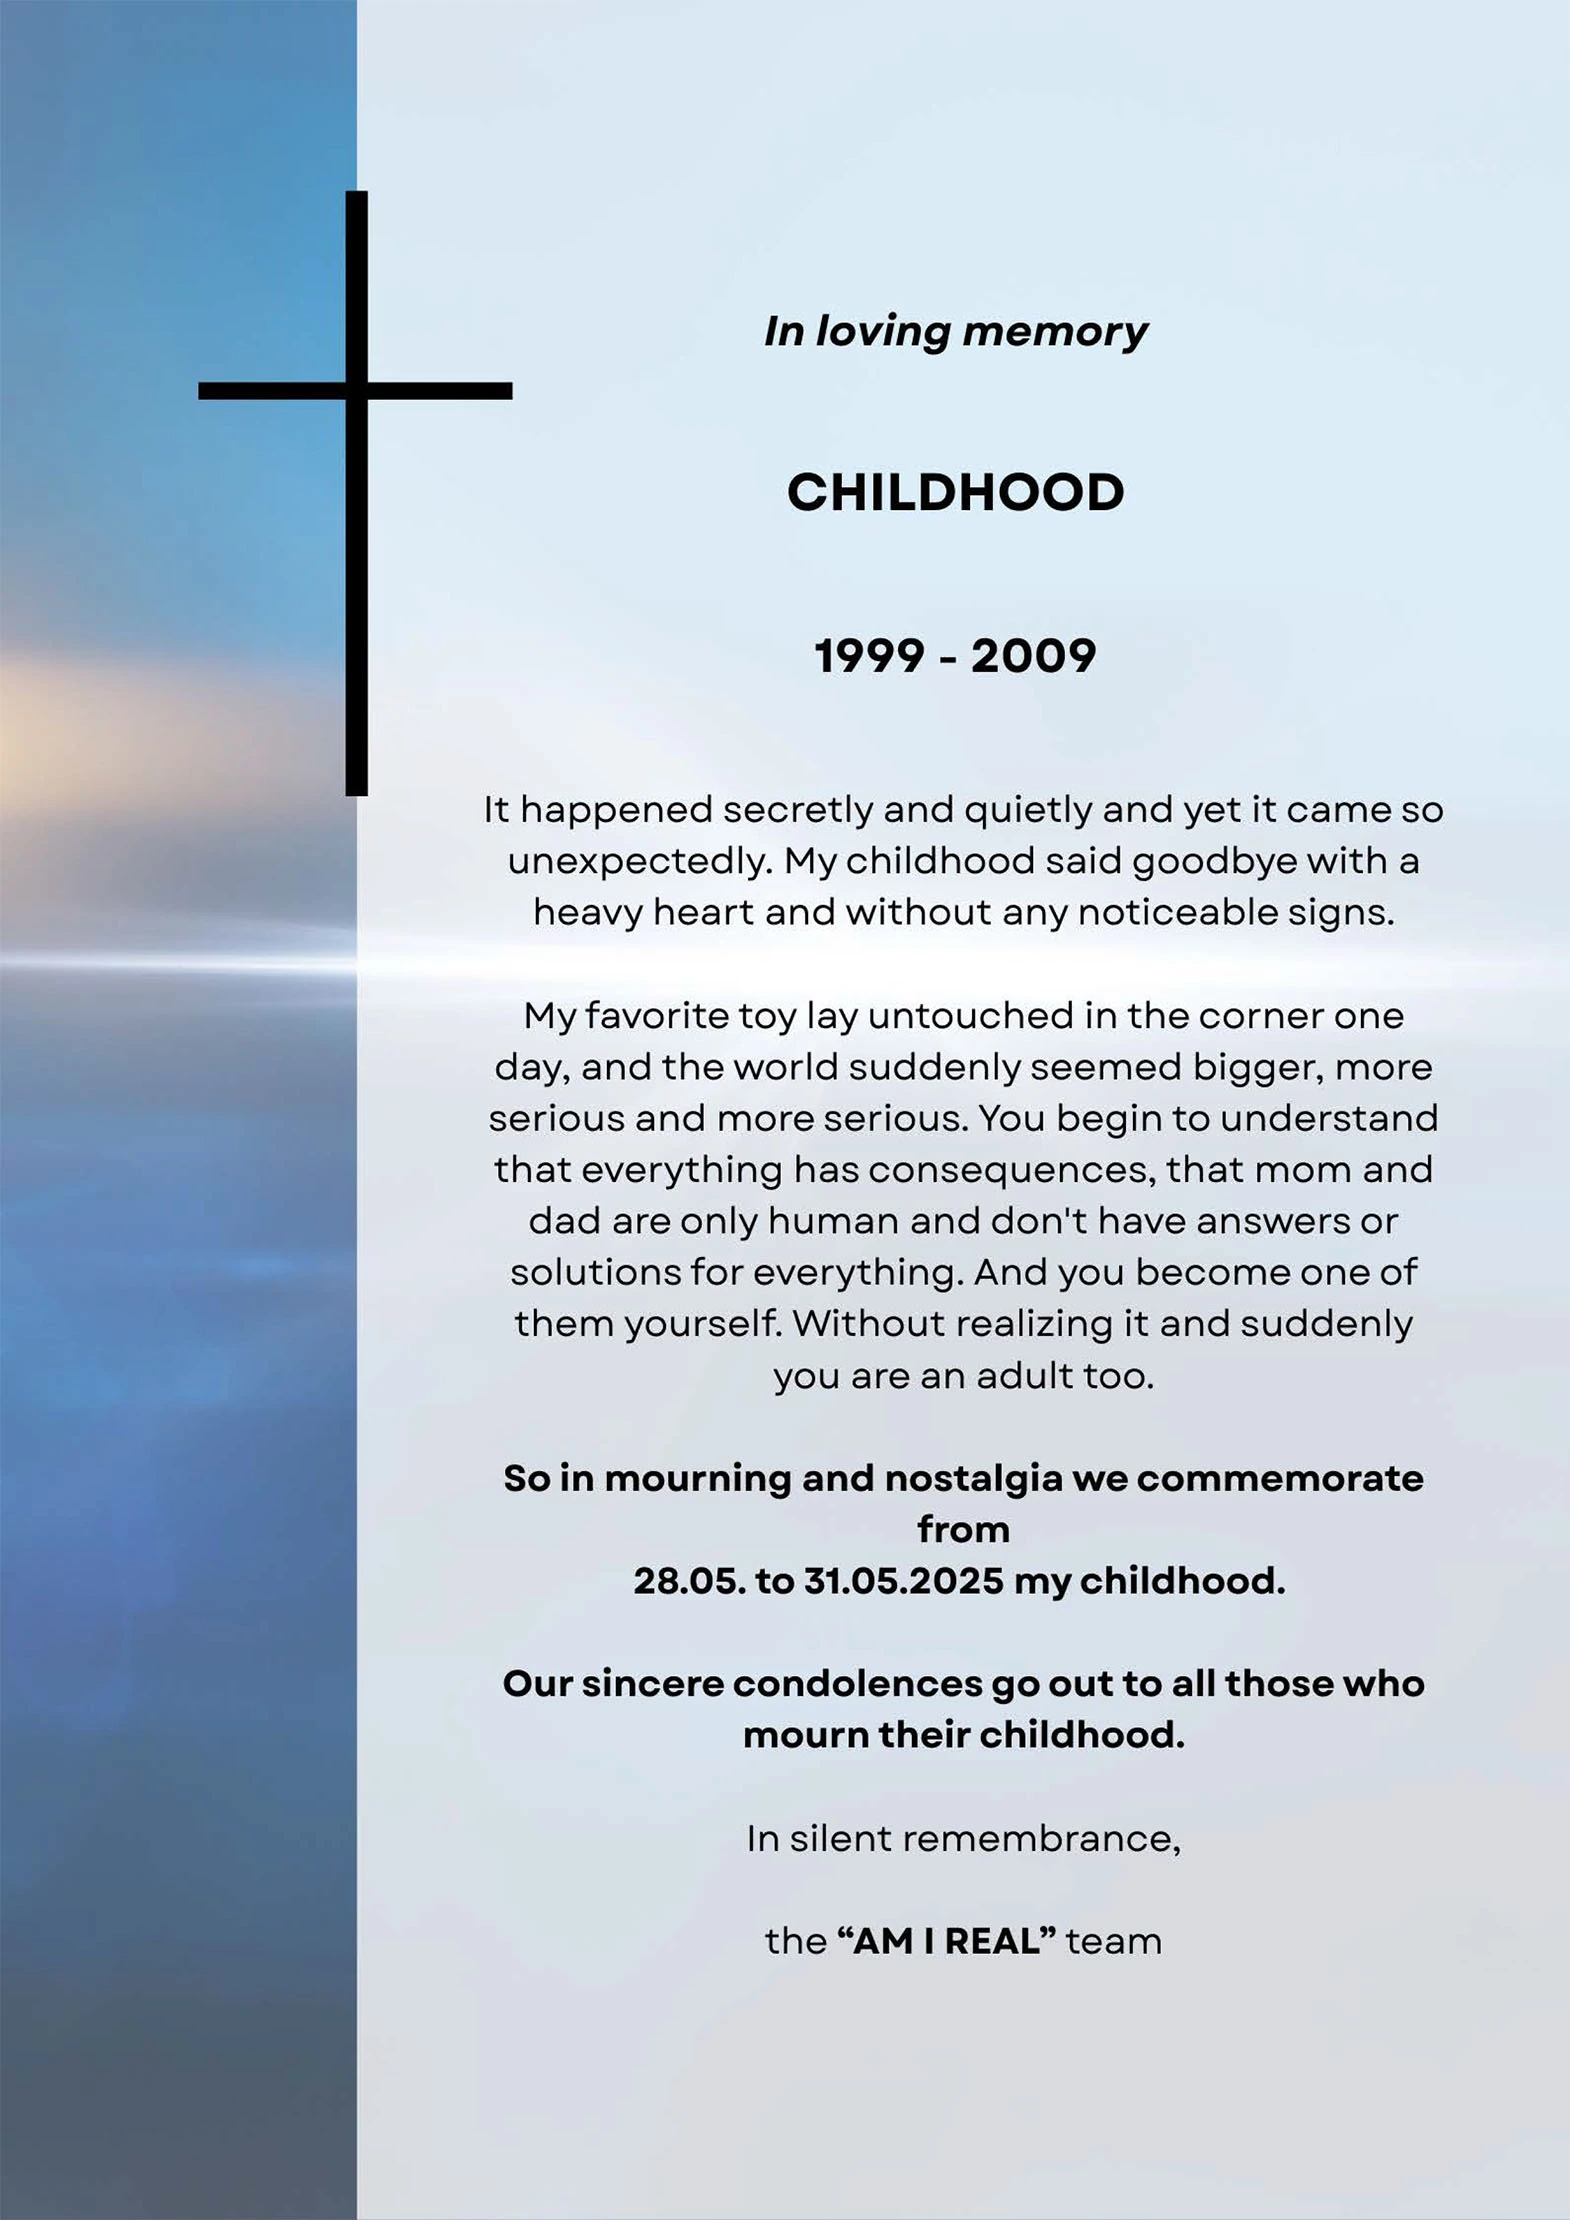 In loving memory
CHILDHOOD
1999 - 2009
It happened secretly and quietly and yet it came so
unexpectedly. My childhood said goodbye with a
heavy heart and without any noticeable signs.
My favorite toy lay untouched in the corner one
day, and the world suddenly seemed bigger, more
serious and more serious. You begin to understand
that everything has consequences, that mom and
dad are only human and don't have answers or
solutions for everything. And you become one of
them yourself. Without realizing it and suddenly
you are an adult too.
So in mourning and nostalgia we commemorate
from
28.05. to 31.05.2025 my childhood.
Our sincere condolences go out to all those who
mourn their childhood.
In silent remembrance,
the “AM I REAL” team